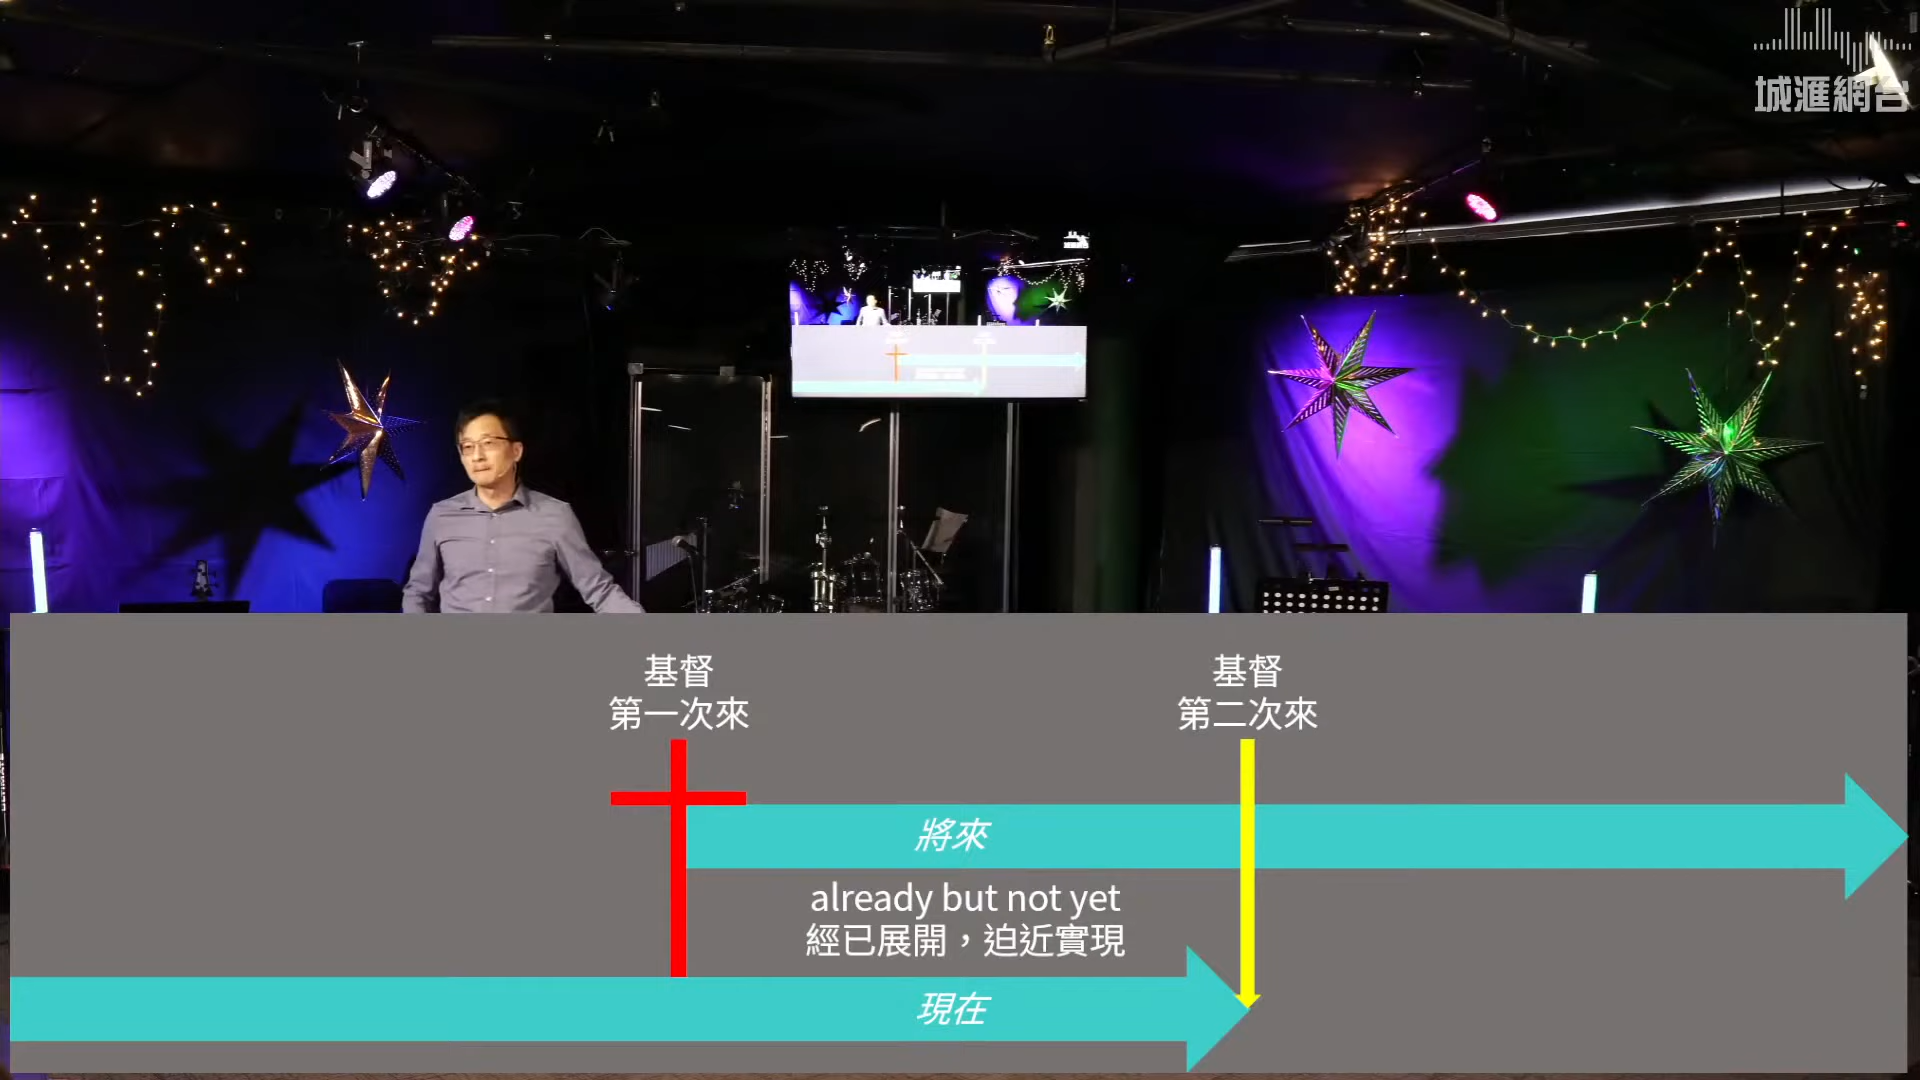 城滙網台
基督
第一次來
基督
第二次來
將來
already but not yet
經已展開，迫近實現
現在